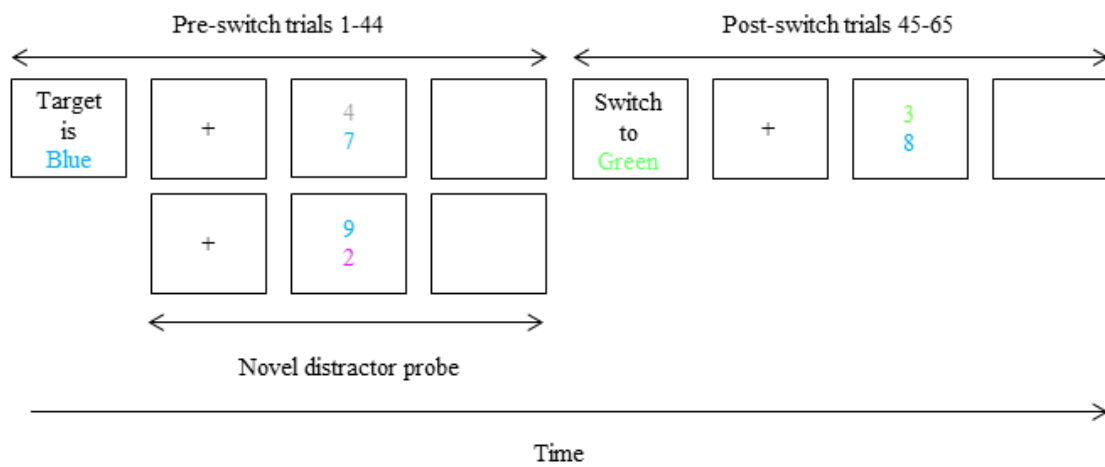 Pre-switch trials 1-44
Post-switch trials 45-65
Target
is
Blue
+
4
7
Switch
to
Green
+
3
8
+
9
2
Novel distractor probe
Time